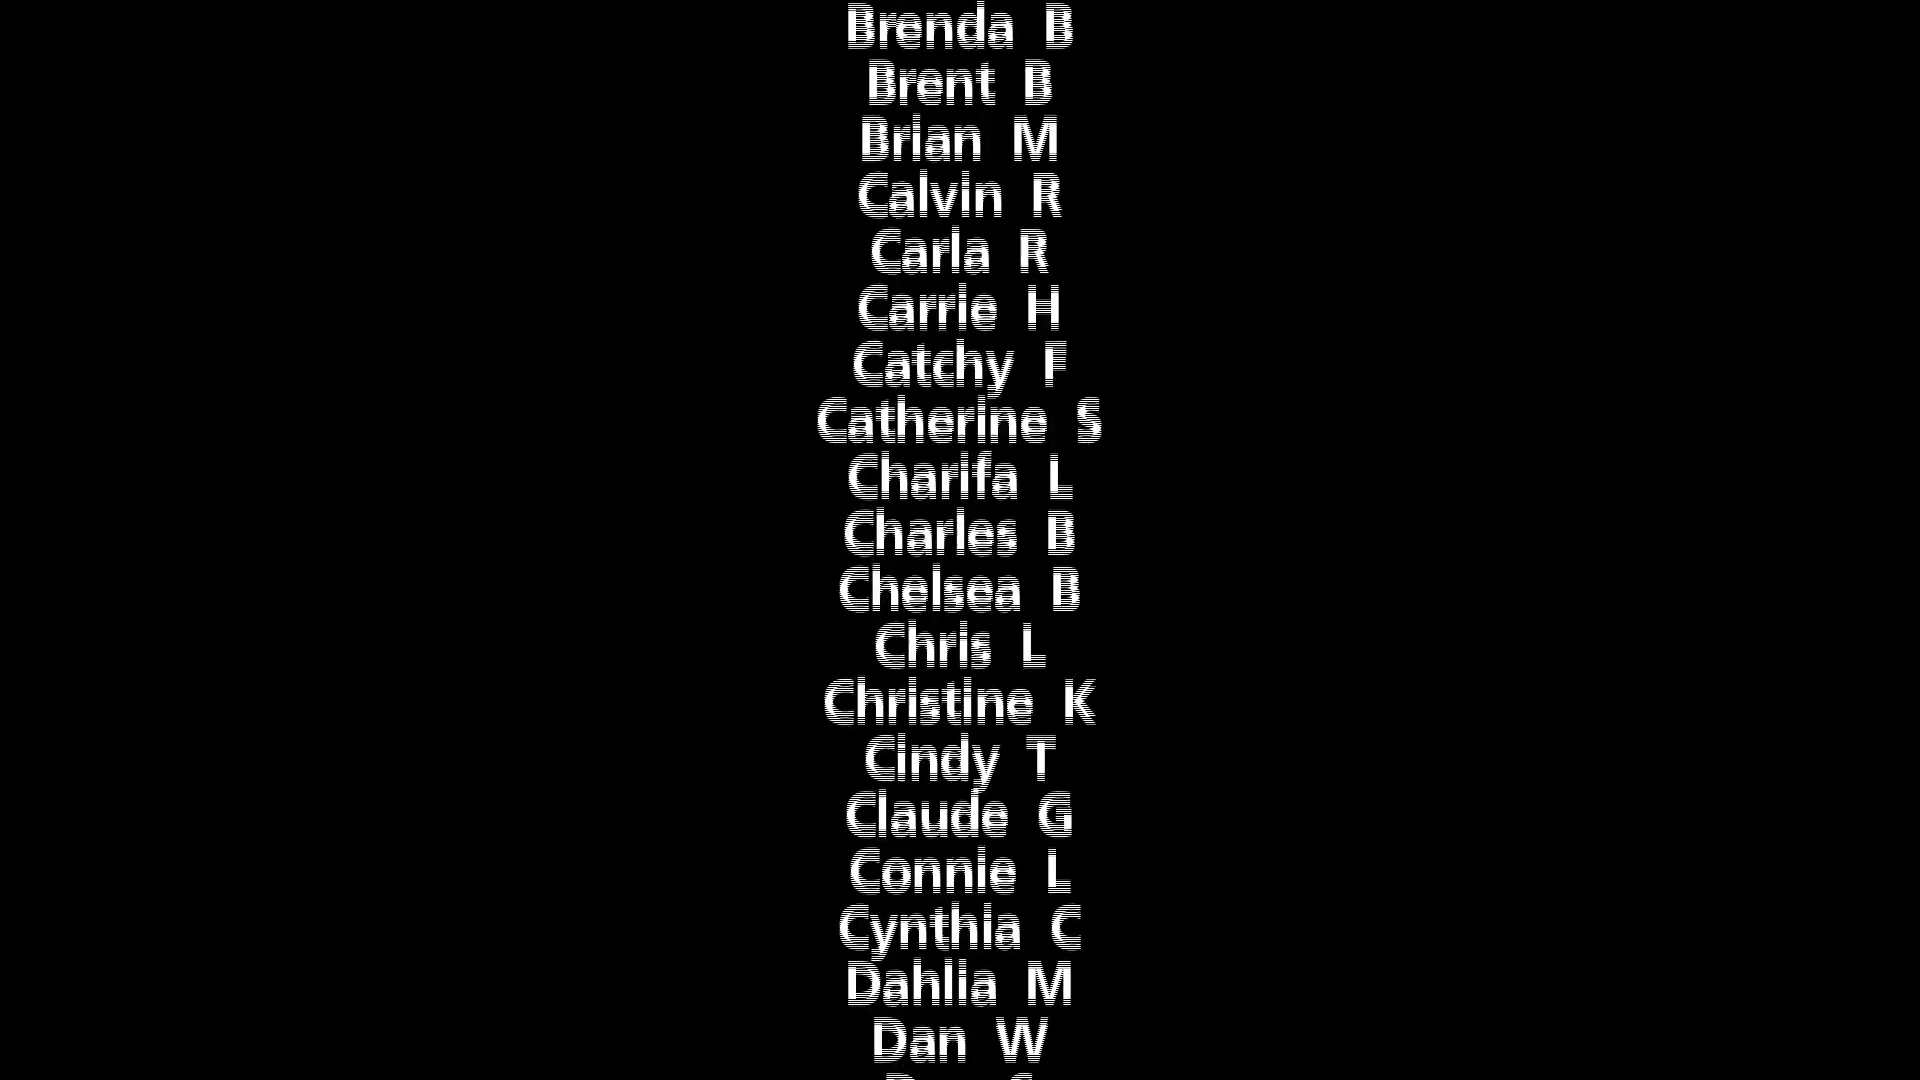 Brenda B
Brent B
Brian M
Calvin R
Carla R
Carrie H
Catchy F
Catherine S
Charifa L
Charles B
Chelsea B
Chris L
Christine K
Cindy T
Claude G
Connie L
Cynthia C
Dahlia M
Dan W